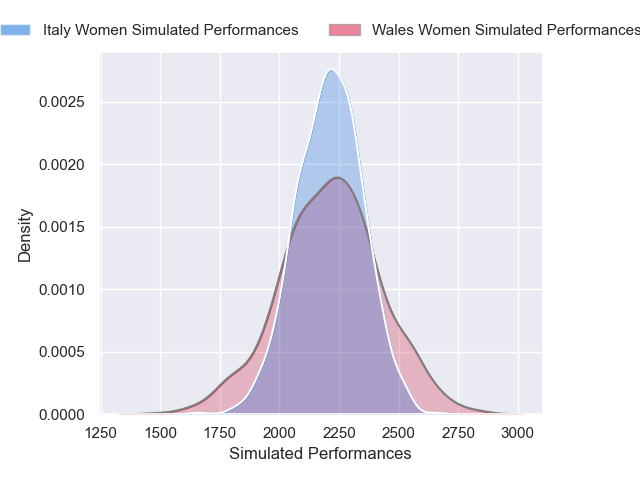 Italy Women Simulated Performances Wales Women Simulated Performances
0.0025
0.0020
0.0015
0.0010
0.0005
0.0000
Density
1250 1500 1750 2000 2250 2500 2750 3000
Simulated Performances